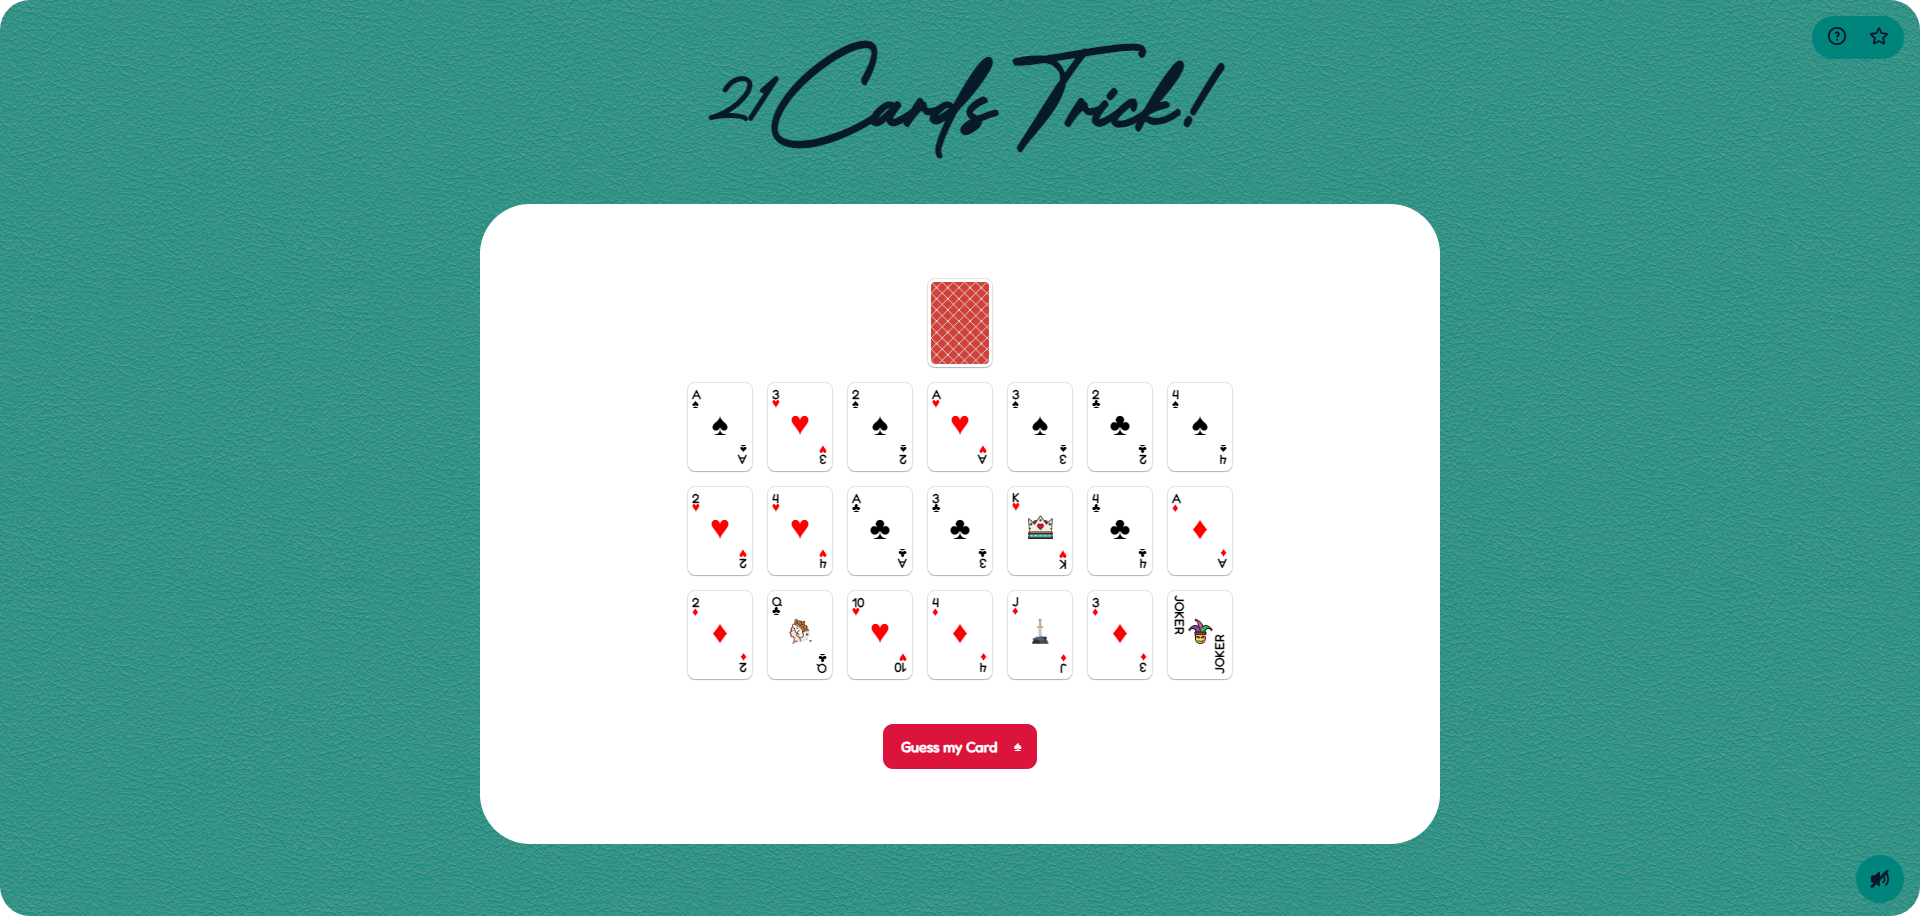 21 Cards Trick!
A♠ 3♥ 2♠ A♥ 3♠ 2♣ 4♠
A♠ 3♥ 2♠ A♥ 3♠ 2♣ 4♠
2♥ 4♥ A♣ 3♣ K♥ 4♣ A♦
2♥ 4♥ A♣ 3♣ K♥ 4♣ A♦
2♦ Q♣ 10♥ 4♦ J♦ 3♦ JOKER
2♦ Q♣ 10♥ 4♦ J♦ 3♦ JOKER
Guess my Card ♠